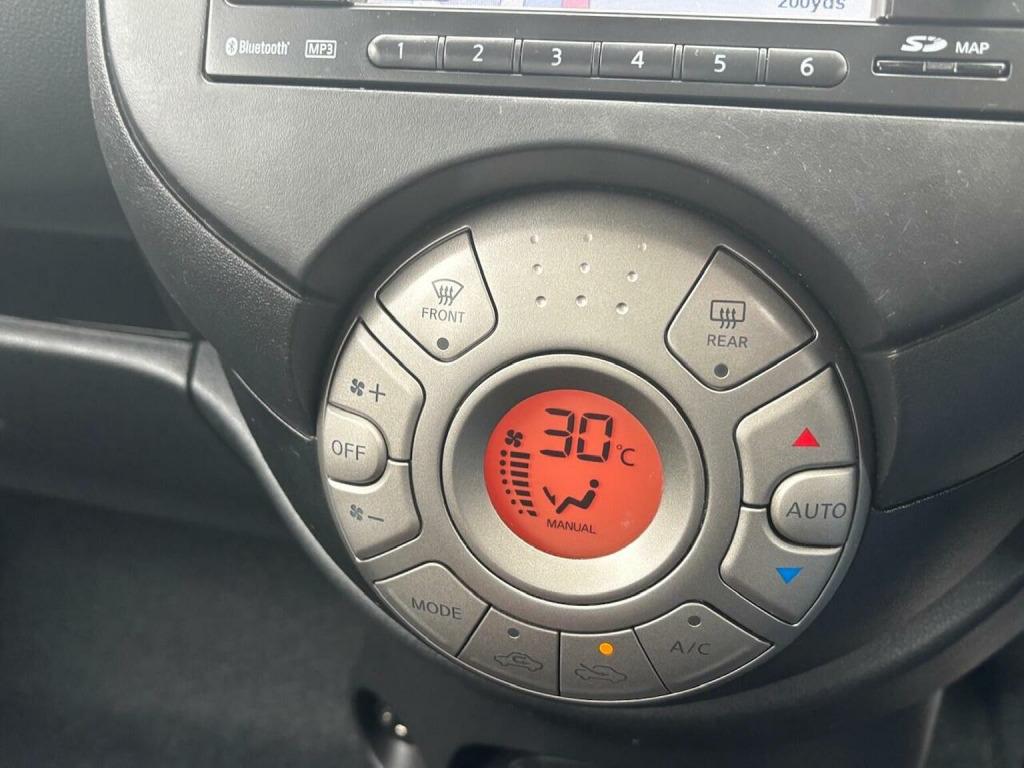 200yds
Bluetooth MP3 1 2 3 4 5 6 SD MAP
FRONT
REAR
+
OFF
-
30°C
MANUAL
AUTO
MODE
A/C